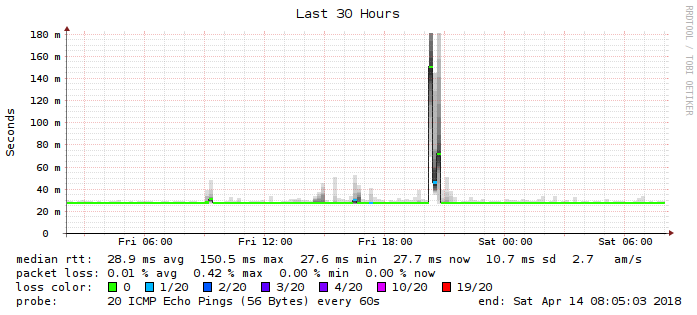 Last 30 Hours
RRDTOOL / TOBI OETIKER
Seconds
180 m
160 m
140 m
120 m
100 m
80 m
60 m
40 m
20 m
0
Fri 06:00 Fri 12:00 Fri 18:00 Sat 00:00 Sat 06:00
median rtt: 28.9 ms avg 150.5 ms max 27.6 ms min 27.7 ms now 10.7 ms sd 2.7 am/s
packet loss: 0.01 % avg 0.42 % max 0.00 % min 0.00 % now
loss color: 0 1/20 2/20 3/20 4/20 10/20 19/20
probe: 20 ICMP Echo Pings (56 Bytes) every 60s end: Sat Apr 14 08:05:03 2018